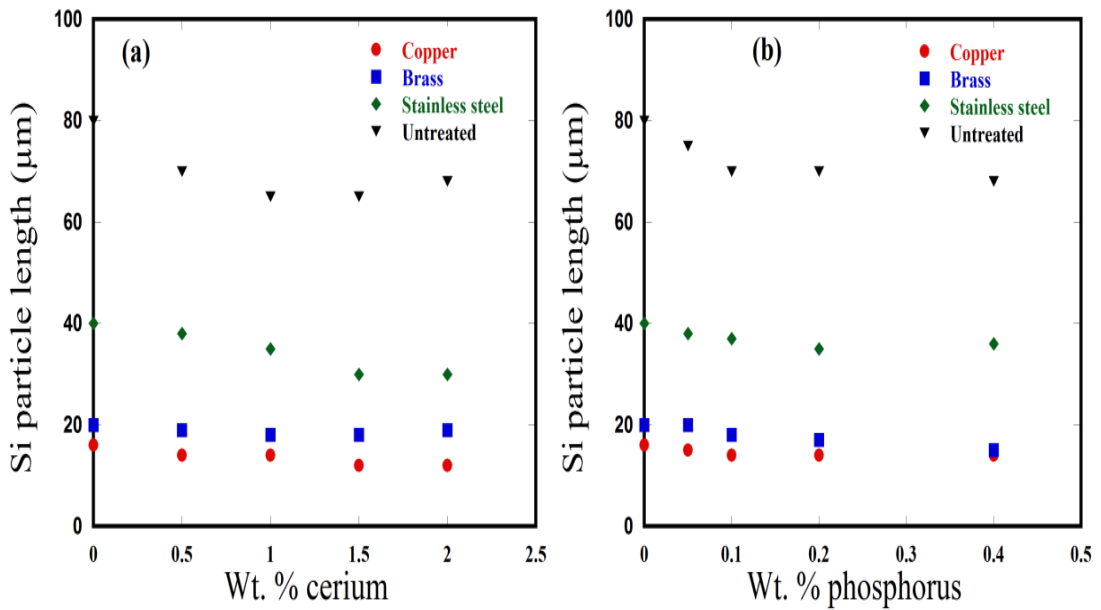 (a)
Copper
Brass
Stainless steel
Untreated
100
80
60
40
20
0
0 0.5 1 1.5 2 2.5
Si particle length (μm)
Wt. % cerium
(b)
Copper
Brass
Stainless steel
Untreated
100
80
60
40
20
0
0 0.1 0.2 0.3 0.4 0.5
Si particle length (μm)
Wt. % phosphorus